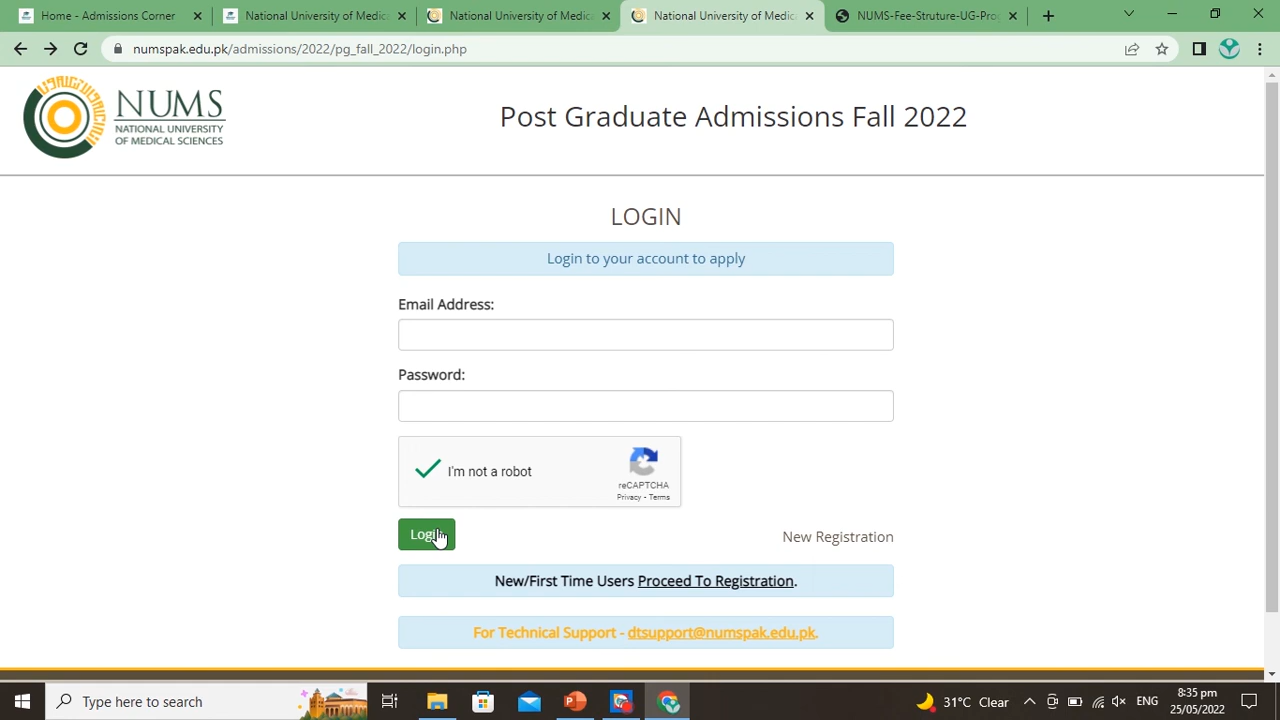 Home - Admissions Corner
National University of Medica
National University of Medica
National University of Medica
NUMS-Fee-Struture-UG-Pro
numspak.edu.pk/admissions/2022/pg_fall_2022/login.php
NUMS
NATIONAL UNIVERSITY
OF MEDICAL SCIENCES
Post Graduate Admissions Fall 2022
LOGIN
Login to your account to apply
Email Address:
Password:
I'm not a robot
reCAPTCHA
Privacy - Terms
Login
New Registration
New/First Time Users Proceed To Registration.
For Technical Support - dtsupport@numspak.edu.pk.
Type here to search
31°C Clear
ENG
8:35 pm
25/05/2022